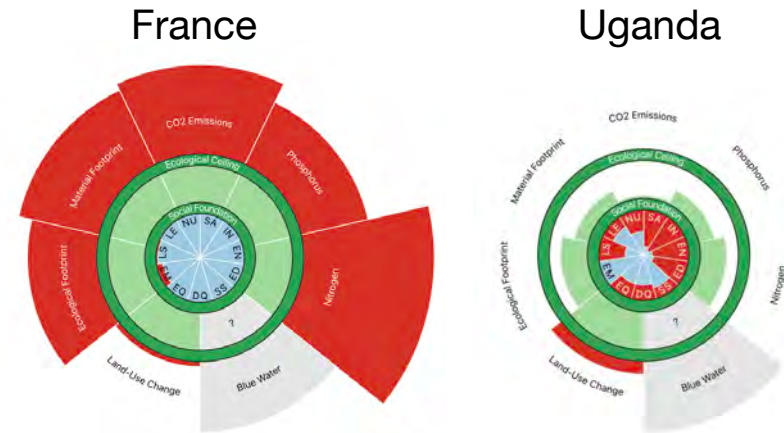 France
CO2 Emissions
Material Footprint
Phosphorus
Ecological Ceiling
Social Foundation
LS LE NU SA IN EN ED SS DQ EQ EM
Ecological Footprint
Nitrogen
?
Land-Use Change
Blue Water
Uganda
CO2 Emissions
Material Footprint
Phosphorus
Ecological Ceiling
Social Foundation
LS LE NU SA IN EN ED SS DQ EQ EM
Ecological Footprint
Nitrogen
?
Land-Use Change
Blue Water